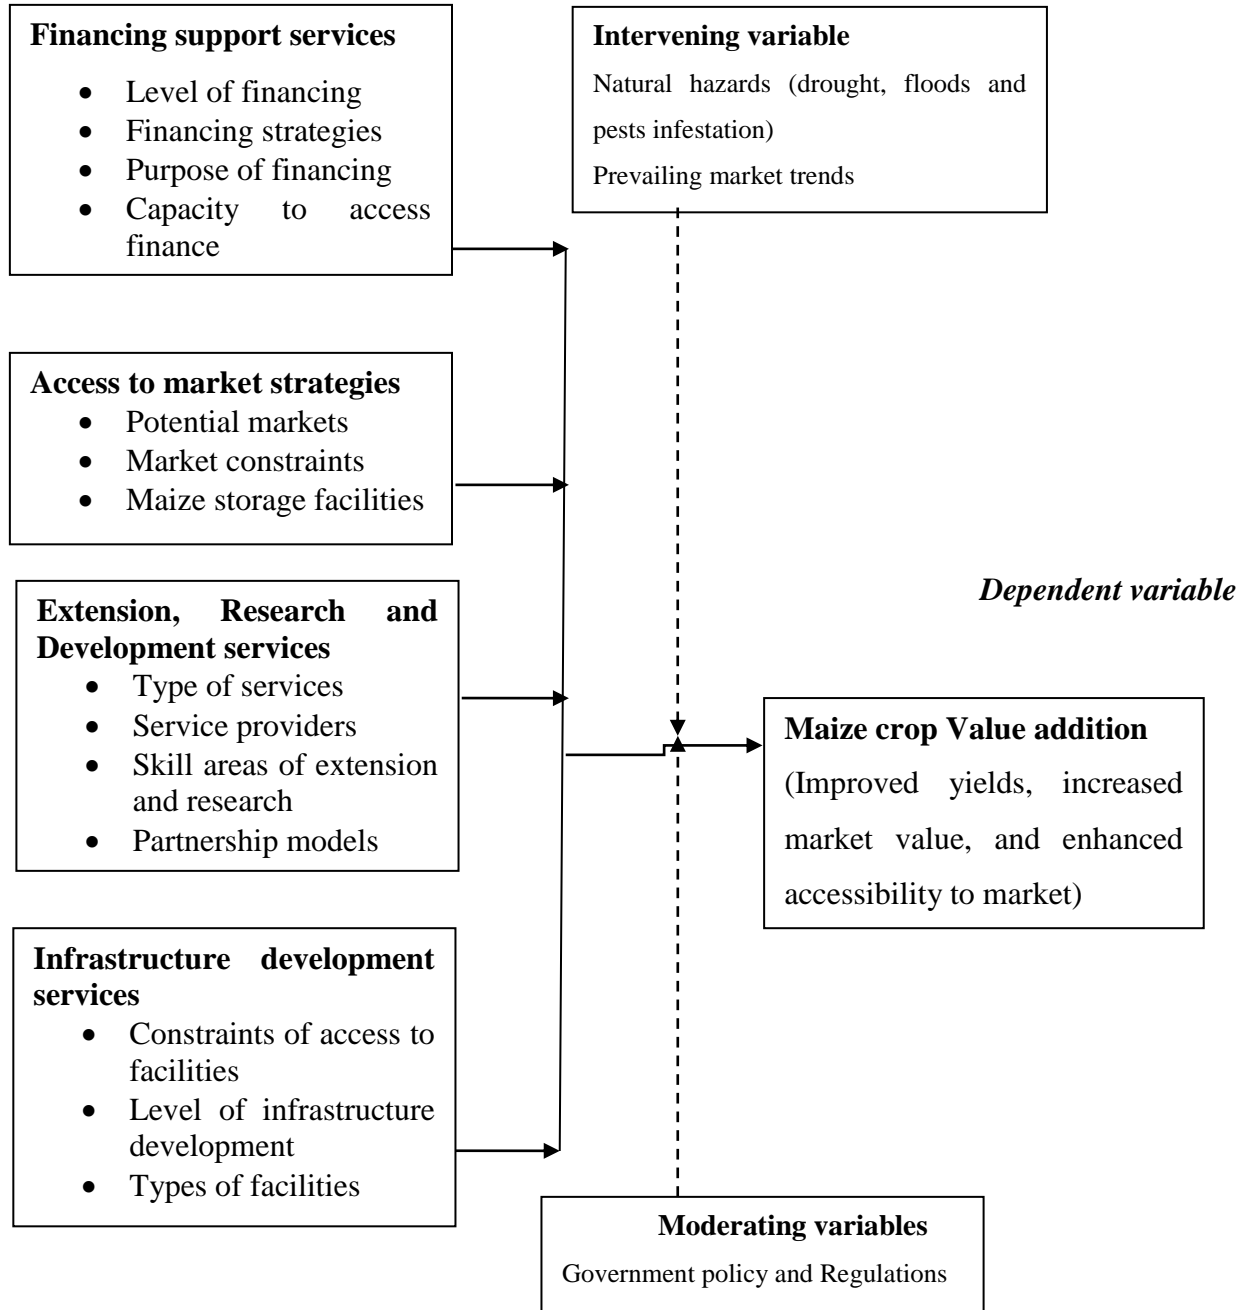 Financing support services
• Level of financing
• Financing strategies
• Purpose of financing
• Capacity to access
finance
Intervening variable
Natural hazards (drought, floods and
pests infestation)
Prevailing market trends
Access to market strategies
• Potential markets
• Market constraints
• Maize storage facilities
Extension, Research and
Development services
• Type of services
• Service providers
• Skill areas of extension
and research
• Partnership models
Dependent variable
Maize crop Value addition
(Improved yields, increased
market value, and enhanced
accessibility to market)
Infrastructure development
services
• Constraints of access to
facilities
• Level of infrastructure
development
• Types of facilities
Moderating variables
Government policy and Regulations